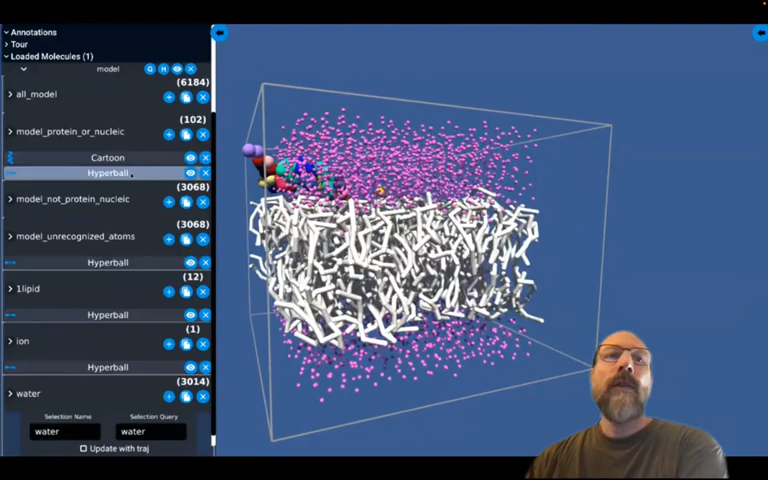 Annotations
Tour
Loaded Molecules (1)
model
G H
(6184)
all_model
(102)
model_protein_or_nucleic
Cartoon
Hyperball
(3068)
model_not_protein_nucleic
(3068)
model_unrecognized_atoms
Hyperball
(12)
1lipid
Hyperball
(1)
ion
Hyperball
(3014)
water
Selection Name Selection Query
water water
Update with traj